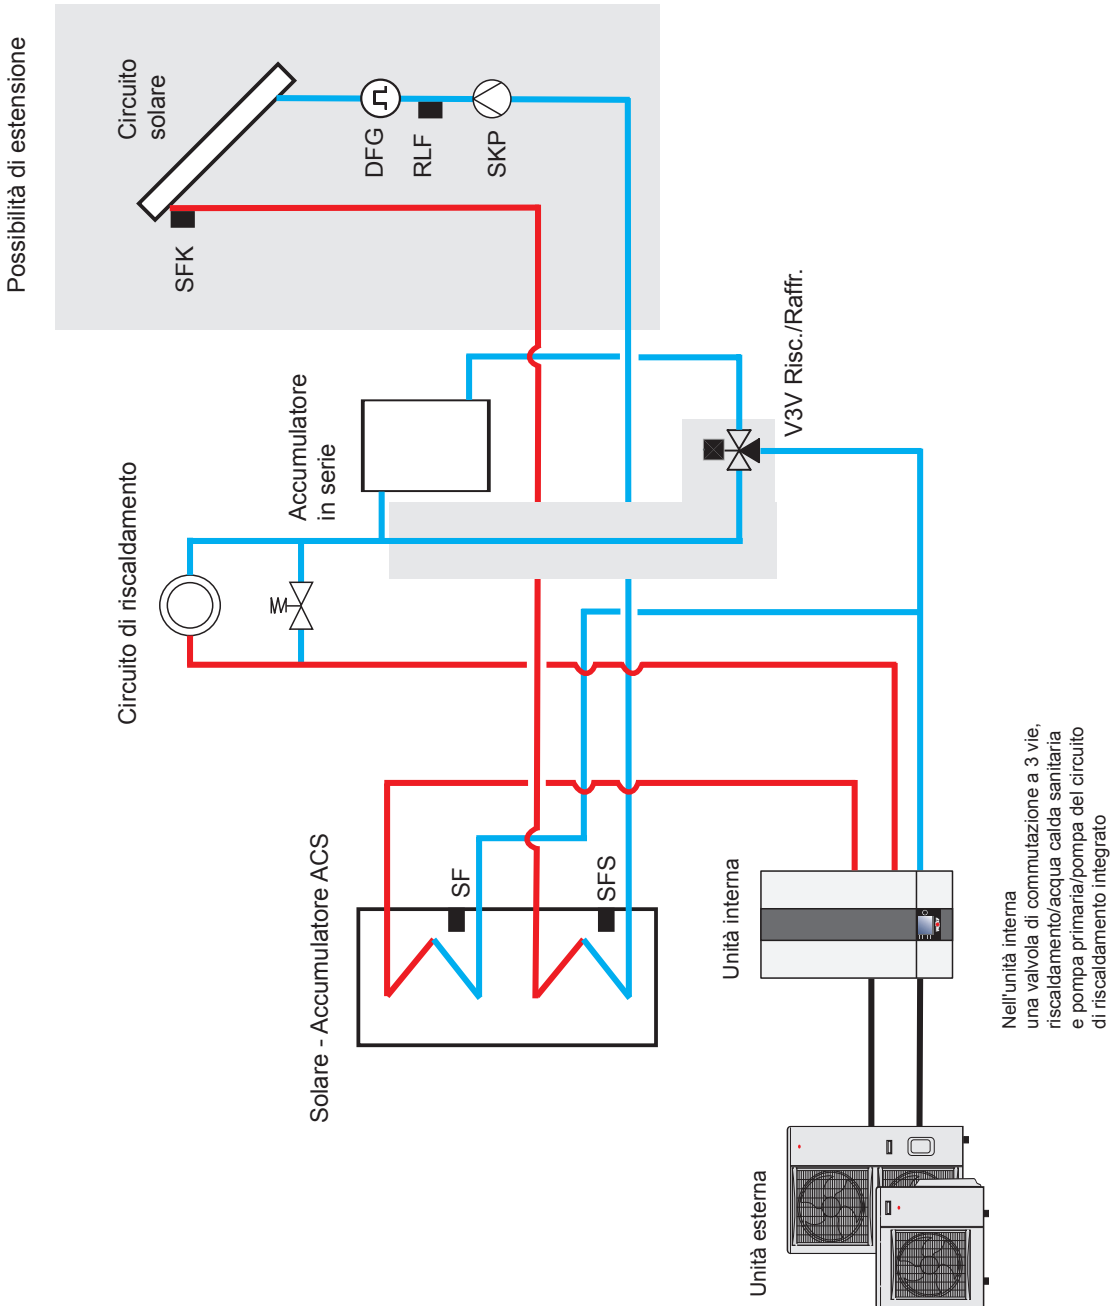 Possibilità di estensione
Circuito
solare
SFK
DFG
RLF
SKP
Circuito di riscaldamento
Accumulatore
in serie
V3V Risc./Raffr.
Solare - Accumulatore ACS
SF
SFS
Unità interna
Unità esterna
Nell'unità interna
una valvola di commutazione a 3 vie,
riscaldamento/acqua calda sanitaria
e pompa primaria/pompa del circuito
di riscaldamento integrato